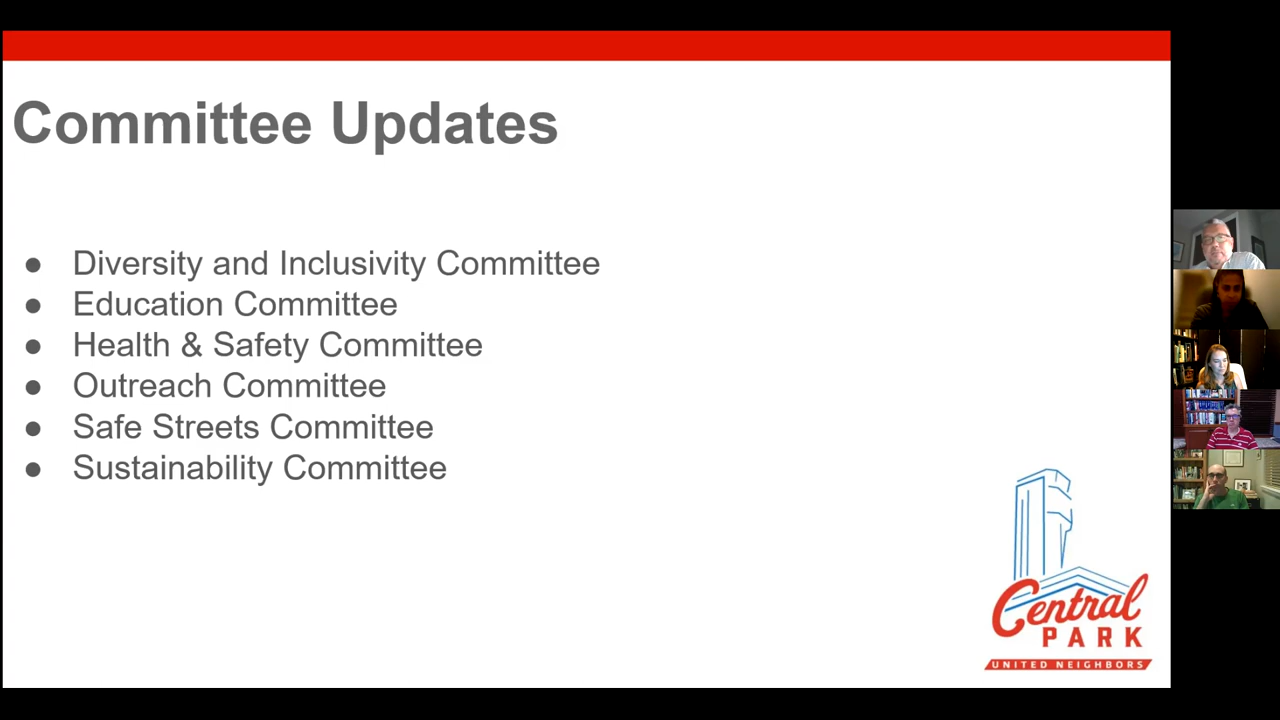 Committee Updates
● Diversity and Inclusivity Committee
● Education Committee
● Health & Safety Committee
● Outreach Committee
● Safe Streets Committee
● Sustainability Committee
Central
PARK
UNITED NEIGHBORS